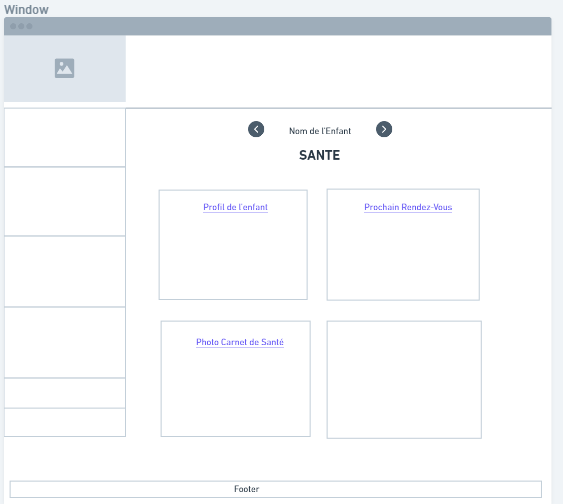 Window
Nom de l'Enfant
SANTE
Profil de l'enfant
Prochain Rendez-Vous
Photo Carnet de Santé
Footer